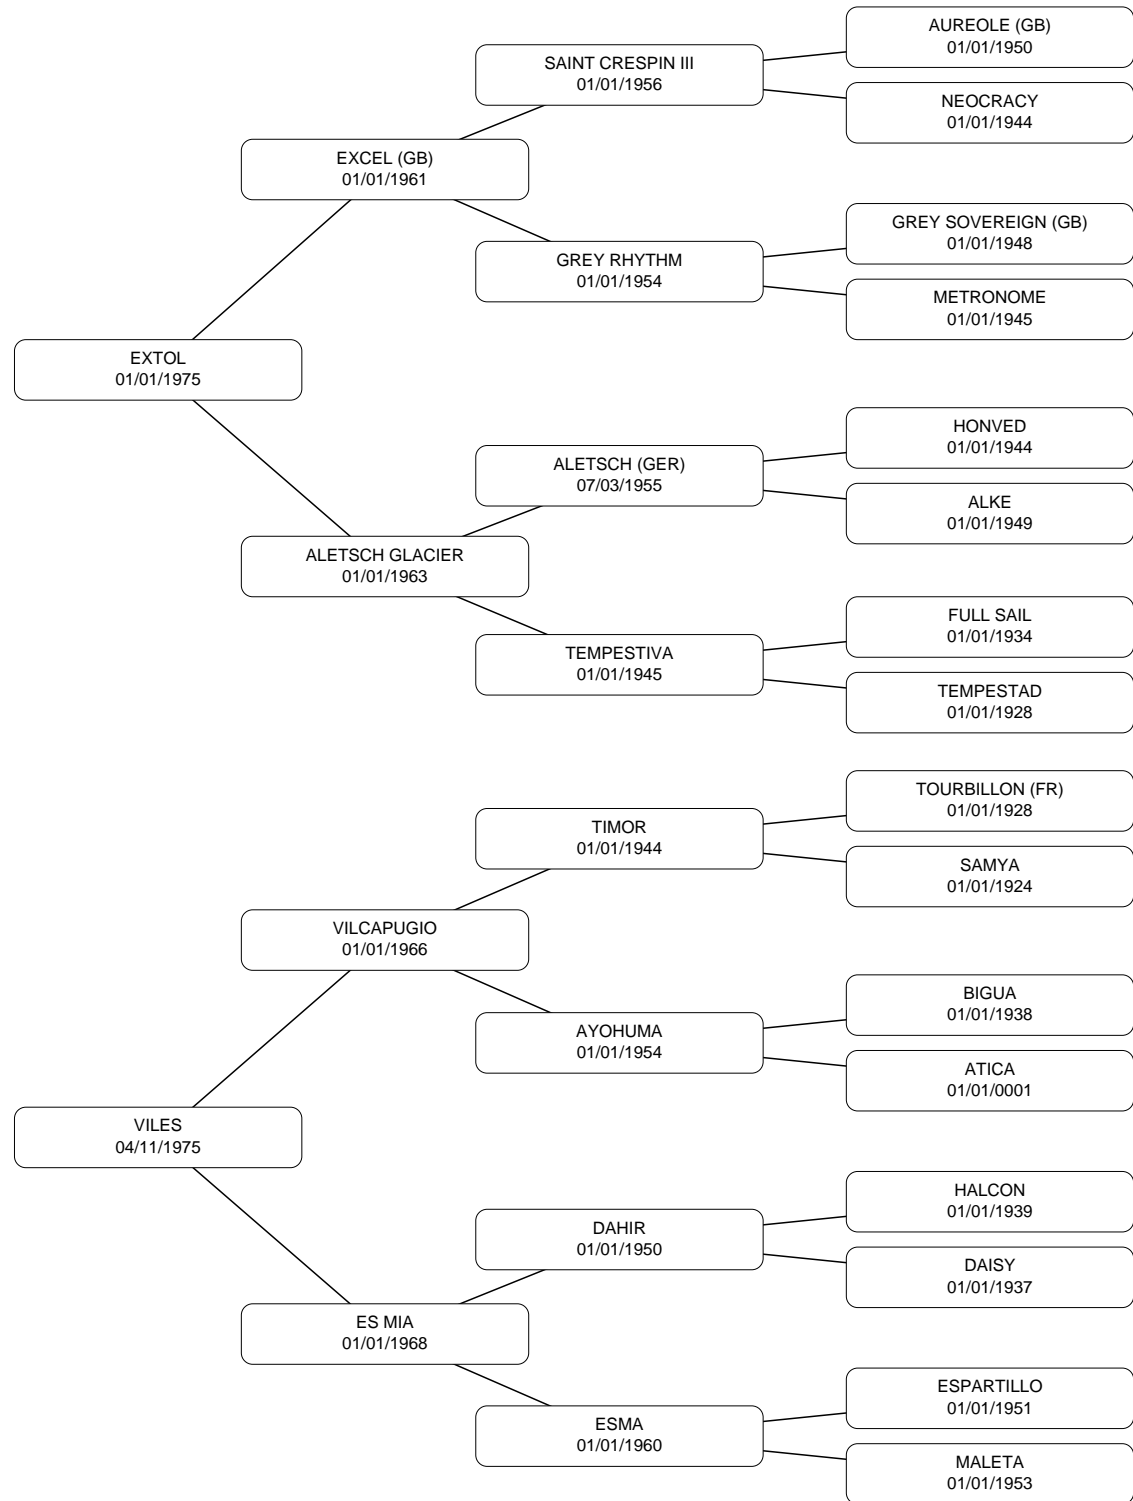 AUREOLE (GB)
01/01/1950
SAINT CRESPIN III
01/01/1956
NEOCRACY
01/01/1944
EXCEL (GB)
01/01/1961
GREY SOVEREIGN (GB)
01/01/1948
GREY RHYTHM
01/01/1954
METRONOME
01/01/1945
EXTOL
01/01/1975
HONVED
01/01/1944
ALETSCH (GER)
07/03/1955
ALKE
01/01/1949
ALETSCH GLACIER
01/01/1963
FULL SAIL
01/01/1934
TEMPESTIVA
01/01/1945
TEMPESTAD
01/01/1928
TOURBILLON (FR)
01/01/1928
TIMOR
01/01/1944
SAMYA
01/01/1924
VILCAPUGIO
01/01/1966
BIGUA
01/01/1938
AYOHUMA
01/01/1954
ATICA
01/01/0001
VILES
04/11/1975
HALCON
01/01/1939
DAHIR
01/01/1950
DAISY
01/01/1937
ES MIA
01/01/1968
ESPARTILLO
01/01/1951
ESMA
01/01/1960
MALETA
01/01/1953